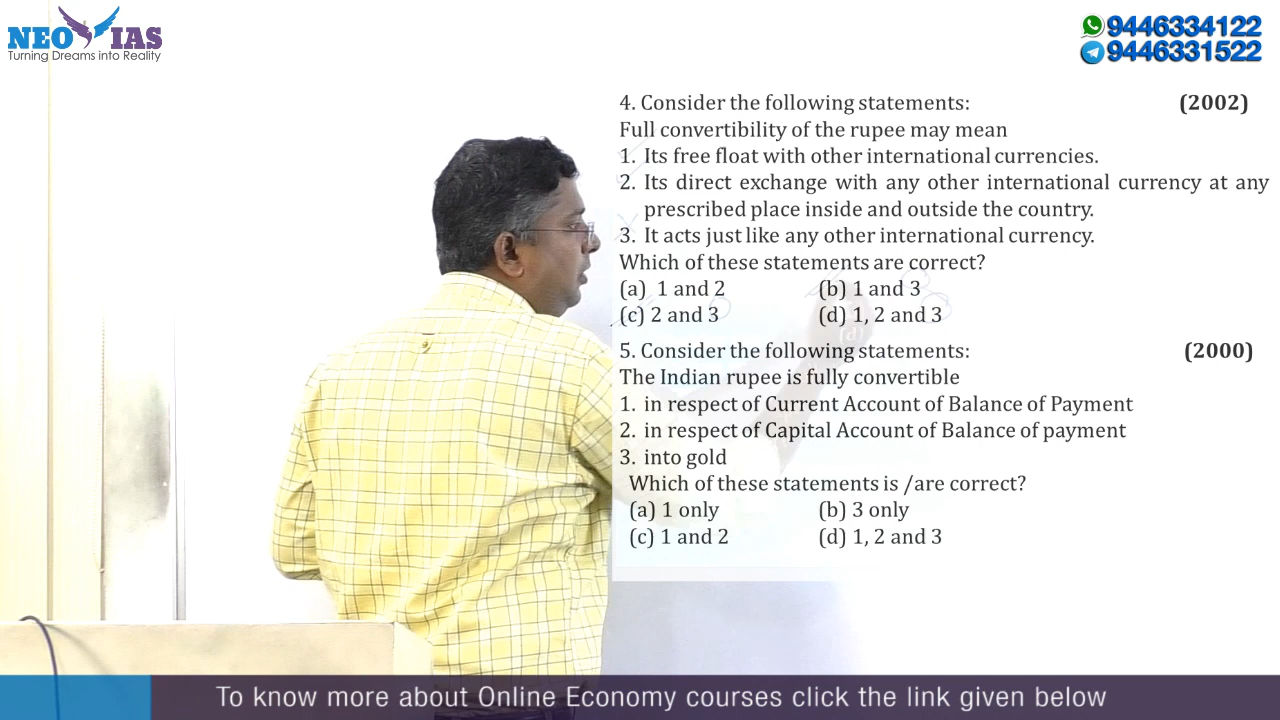 NEO IAS
Turning Dreams into Reality
9446334122
9446331522
4. Consider the following statements: (2002)
Full convertibility of the rupee may mean
1. Its free float with other international currencies.
2. Its direct exchange with any other international currency at any
prescribed place inside and outside the country.
3. It acts just like any other international currency.
Which of these statements are correct?
(a) 1 and 2 (b) 1 and 3
(c) 2 and 3 (d) 1, 2 and 3
5. Consider the following statements: (2000)
The Indian rupee is fully convertible
1. in respect of Current Account of Balance of Payment
2. in respect of Capital Account of Balance of payment
3. into gold
Which of these statements is /are correct?
(a) 1 only (b) 3 only
(c) 1 and 2 (d) 1, 2 and 3
To know more about Online Economy courses click the link given below